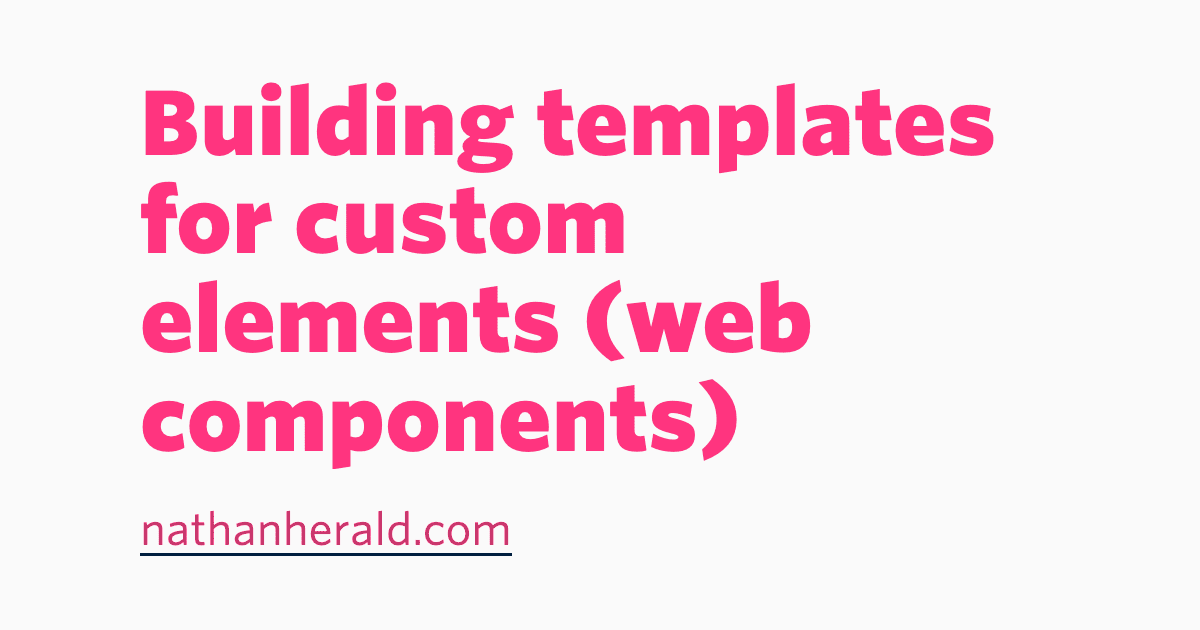 Building templates
for custom
elements (web
components)
nathanherald.com